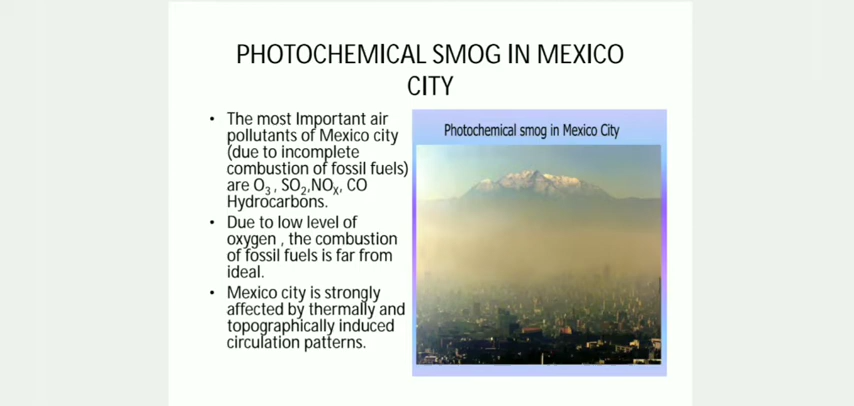 PHOTOCHEMICAL SMOG IN MEXICO
CITY
• The most Important air
pollutants of Mexico city
(due to incomplete
combustion of fossil fuels)
are O₃ , SO₂,NOₓ, CO
Hydrocarbons.
• Due to low level of
oxygen , the combustion
of fossil fuels is far from
ideal.
• Mexico city is strongly
affected by thermally and
topographically induced
circulation patterns.
Photochemical smog in Mexico City